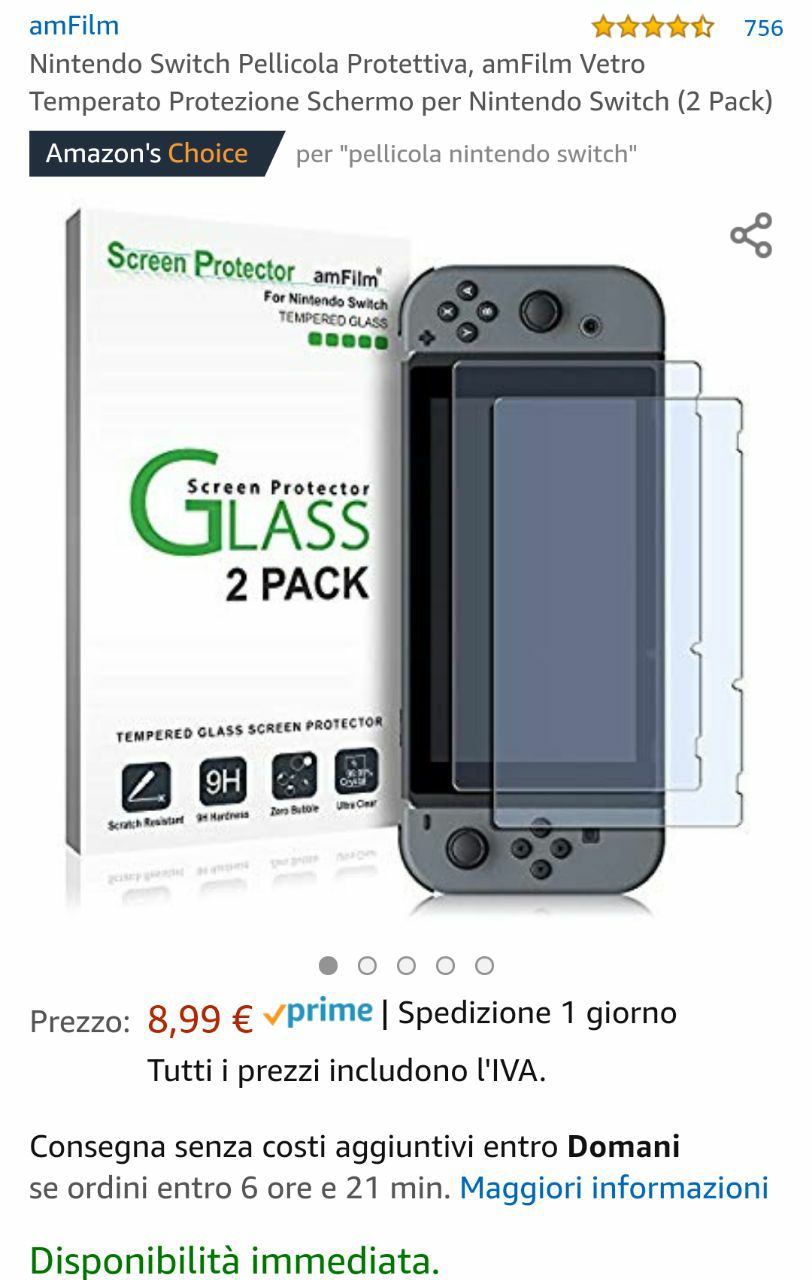 amFilm
756
Nintendo Switch Pellicola Protettiva, amFilm Vetro
Temperato Protezione Schermo per Nintendo Switch (2 Pack)
Amazon's Choice per "pellicola nintendo switch"
Screen Protector amFilm
For Nintendo Switch
TEMPERED GLASS
Screen Protector
GLASS
2 PACK
TEMPERED GLASS SCREEN PROTECTOR
9H
Scratch Resistant 9H Hardness Zero Bubble Ultra Clear
Prezzo: 8,99 € prime | Spedizione 1 giorno
Tutti i prezzi includono l'IVA.
Consegna senza costi aggiuntivi entro Domani
se ordini entro 6 ore e 21 min. Maggiori informazioni
Disponibilità immediata.